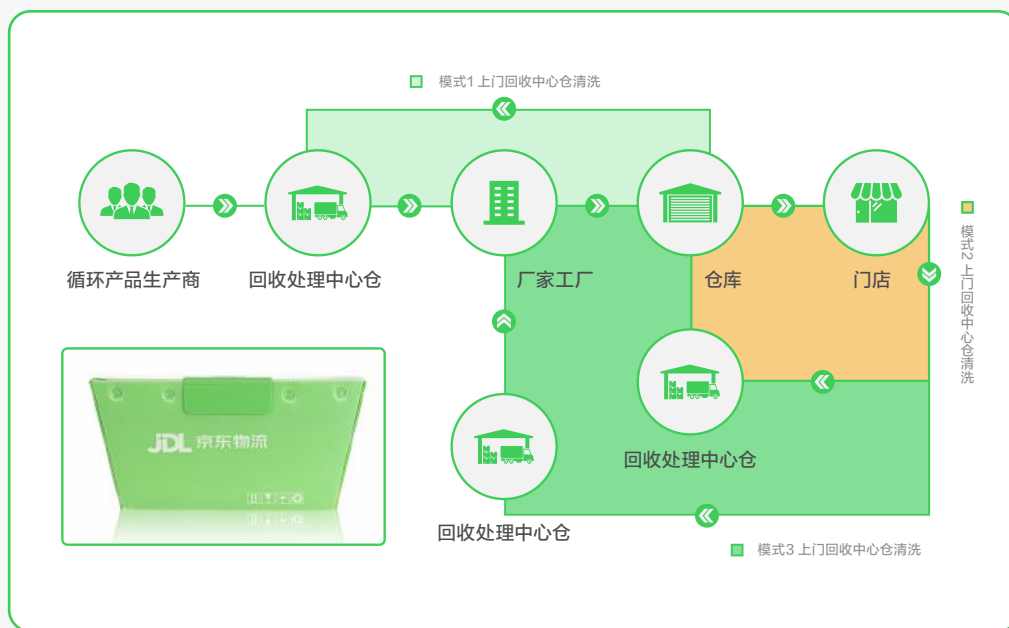 模式1 上门回收中心仓清洗
循环产品生产商
回收处理中心仓
厂家工厂
仓库
门店
模式2 上门回收中心仓清洗
JDL 京东物流
回收处理中心仓
回收处理中心仓
模式3 上门回收中心仓清洗